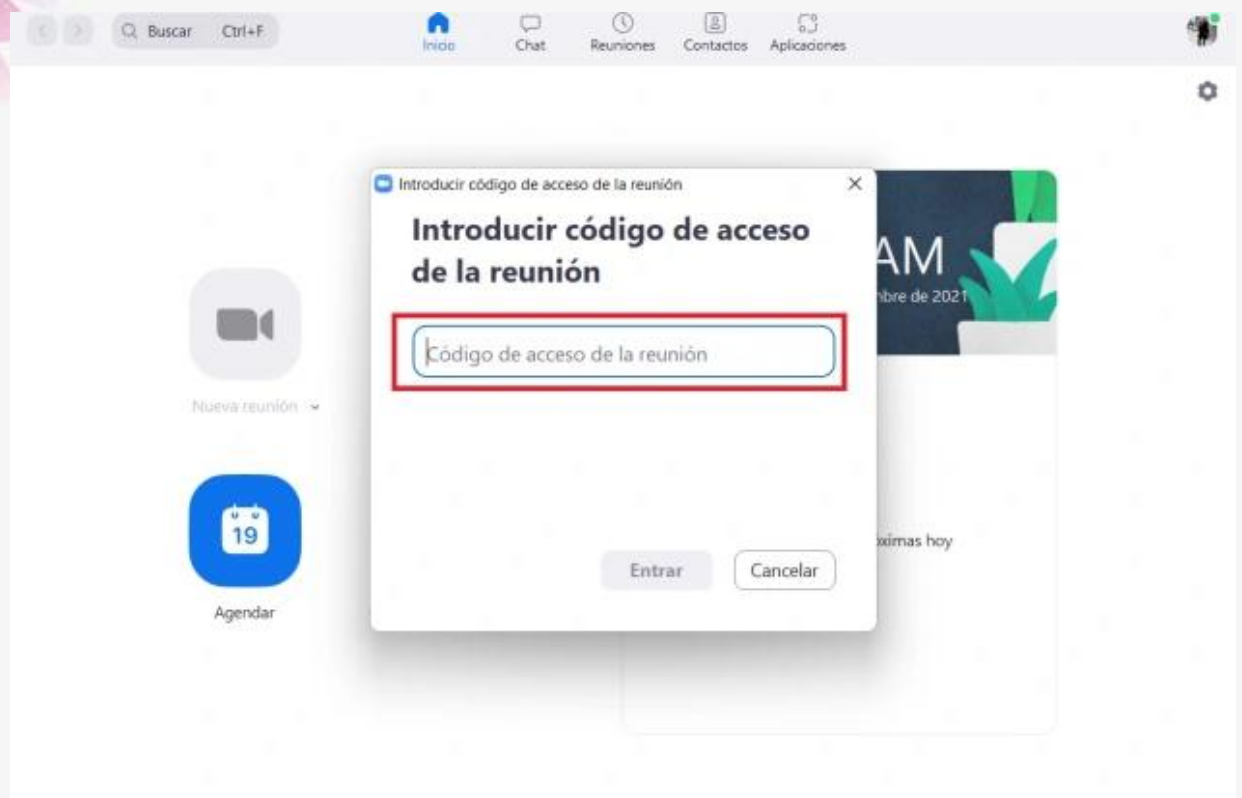 Buscar Ctrl+F
Inicio Chat Reuniones Contactos Aplicaciones
Introducir código de acceso de la reunión
Introducir código de acceso
de la reunión
AM
bre de 2021
Código de acceso de la reunión
Nueva reunión
19
Agendar
Entrar Cancelar
óximas hoy